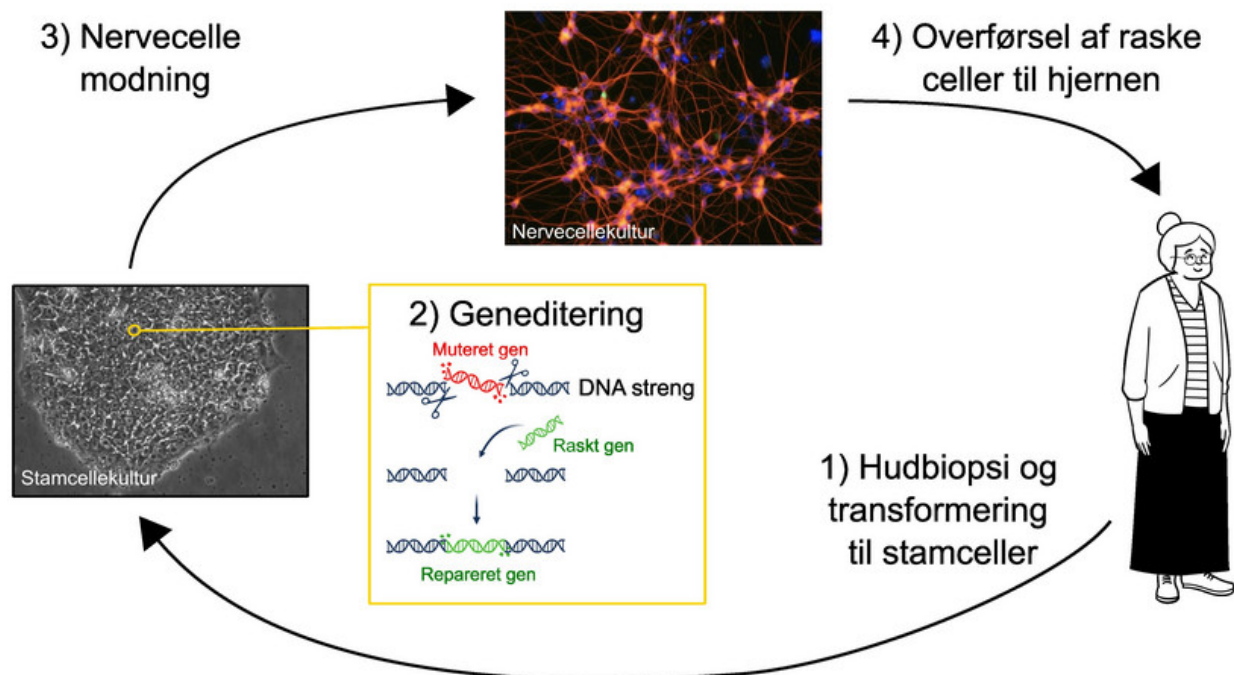 3) Nervecelle
modning
Nervecellekultur
4) Overførsel af raske
celler til hjernen
Stamcellekultur
2) Geneditering
Muteret gen
DNA streng
Raskt gen
Repareret gen
1) Hudbiopsi og
transformering
til stamceller